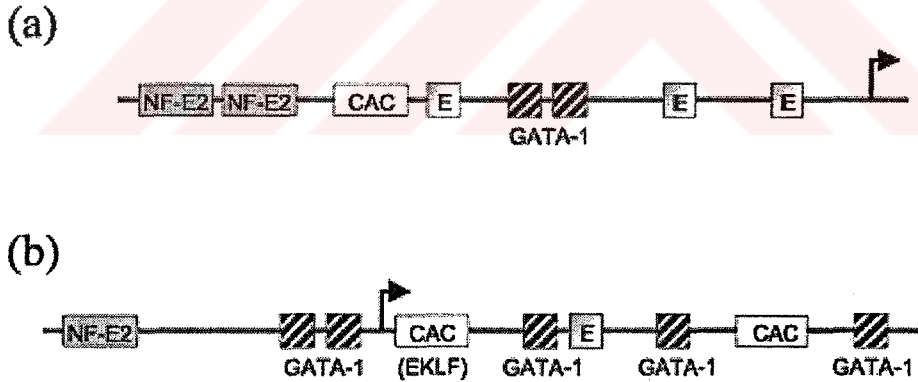 (a)
NF-E2 NF-E2 CAC E E E
GATA-1
(b)
NF-E2 CAC E CAC
GATA-1 (EKLF) GATA-1 GATA-1 GATA-1